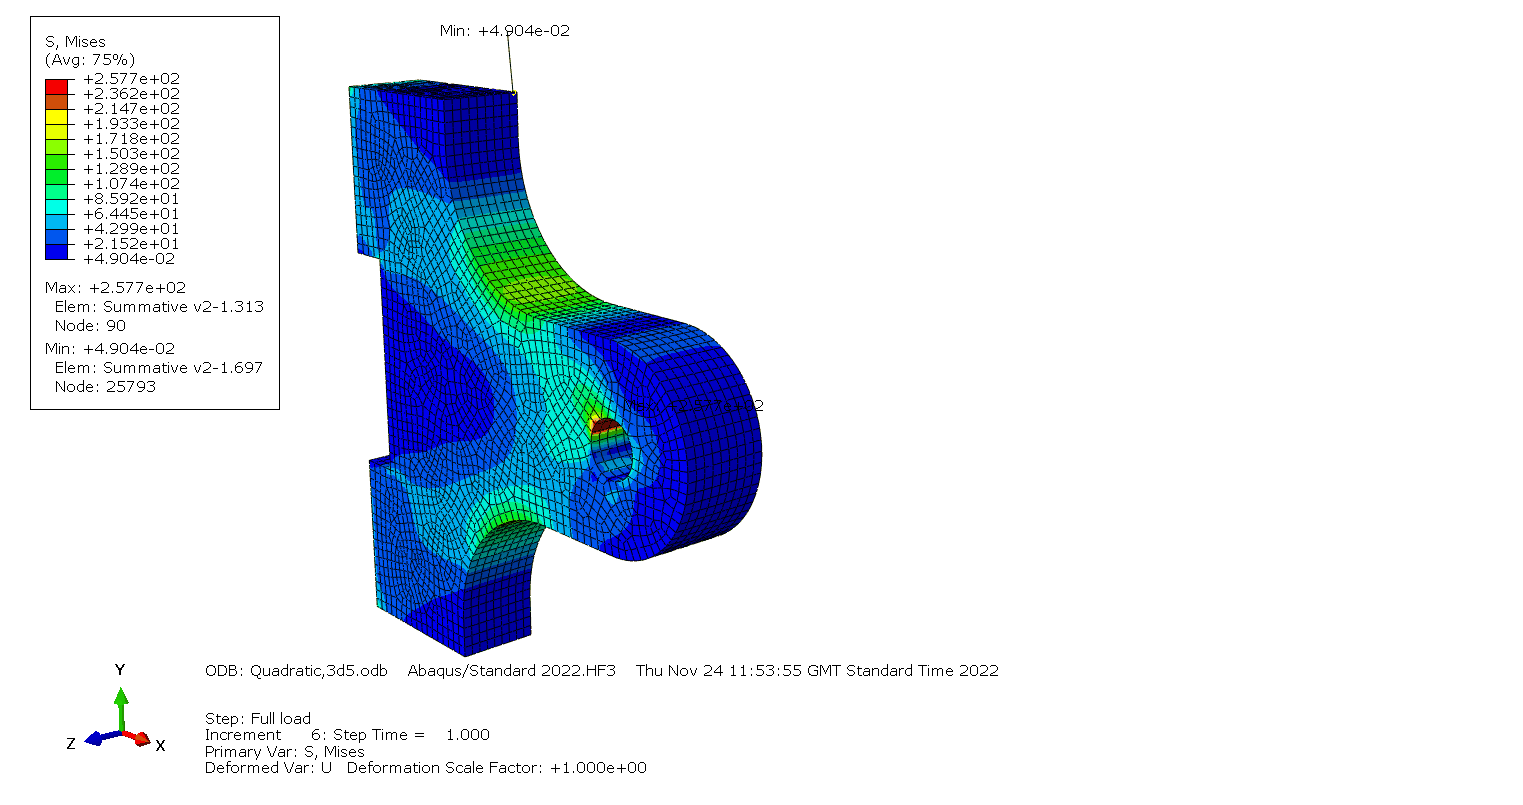 Min: +4.904e-02
S, Mises
(Avg: 75%)
+2.577e+02
+2.362e+02
+2.147e+02
+1.933e+02
+1.718e+02
+1.503e+02
+1.289e+02
+1.074e+02
+8.592e+01
+6.445e+01
+4.299e+01
+2.152e+01
+4.904e-02
Max: +2.577e+02
Elem: Summative v2-1.313
Node: 90
Min: +4.904e-02
Elem: Summative v2-1.697
Node: 25793
+2.577e+02
Y
Z
X
ODB: Quadratic,3d5.odb Abaqus/Standard 2022.HF3 Thu Nov 24 11:53:55 GMT Standard Time 2022
Step: Full load
Increment 6: Step Time = 1.000
Primary Var: S, Mises
Deformed Var: U Deformation Scale Factor: +1.000e+00